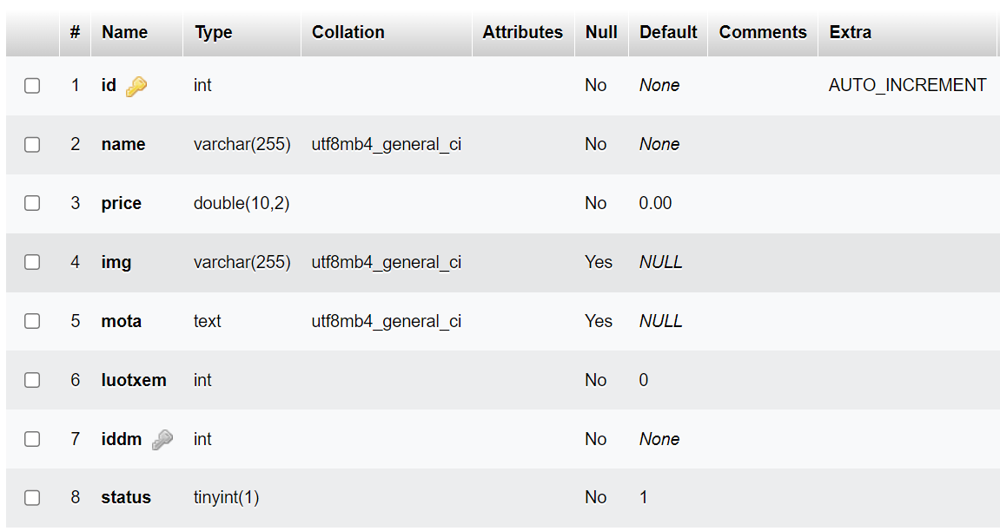 # Name Type Collation Attributes Null Default Comments Extra
1 id int No None AUTO_INCREMENT
2 name varchar(255) utf8mb4_general_ci No None
3 price double(10,2) No 0.00
4 img varchar(255) utf8mb4_general_ci Yes NULL
5 mota text utf8mb4_general_ci Yes NULL
6 luotxem int No 0
7 iddm int No None
8 status tinyint(1) No 1